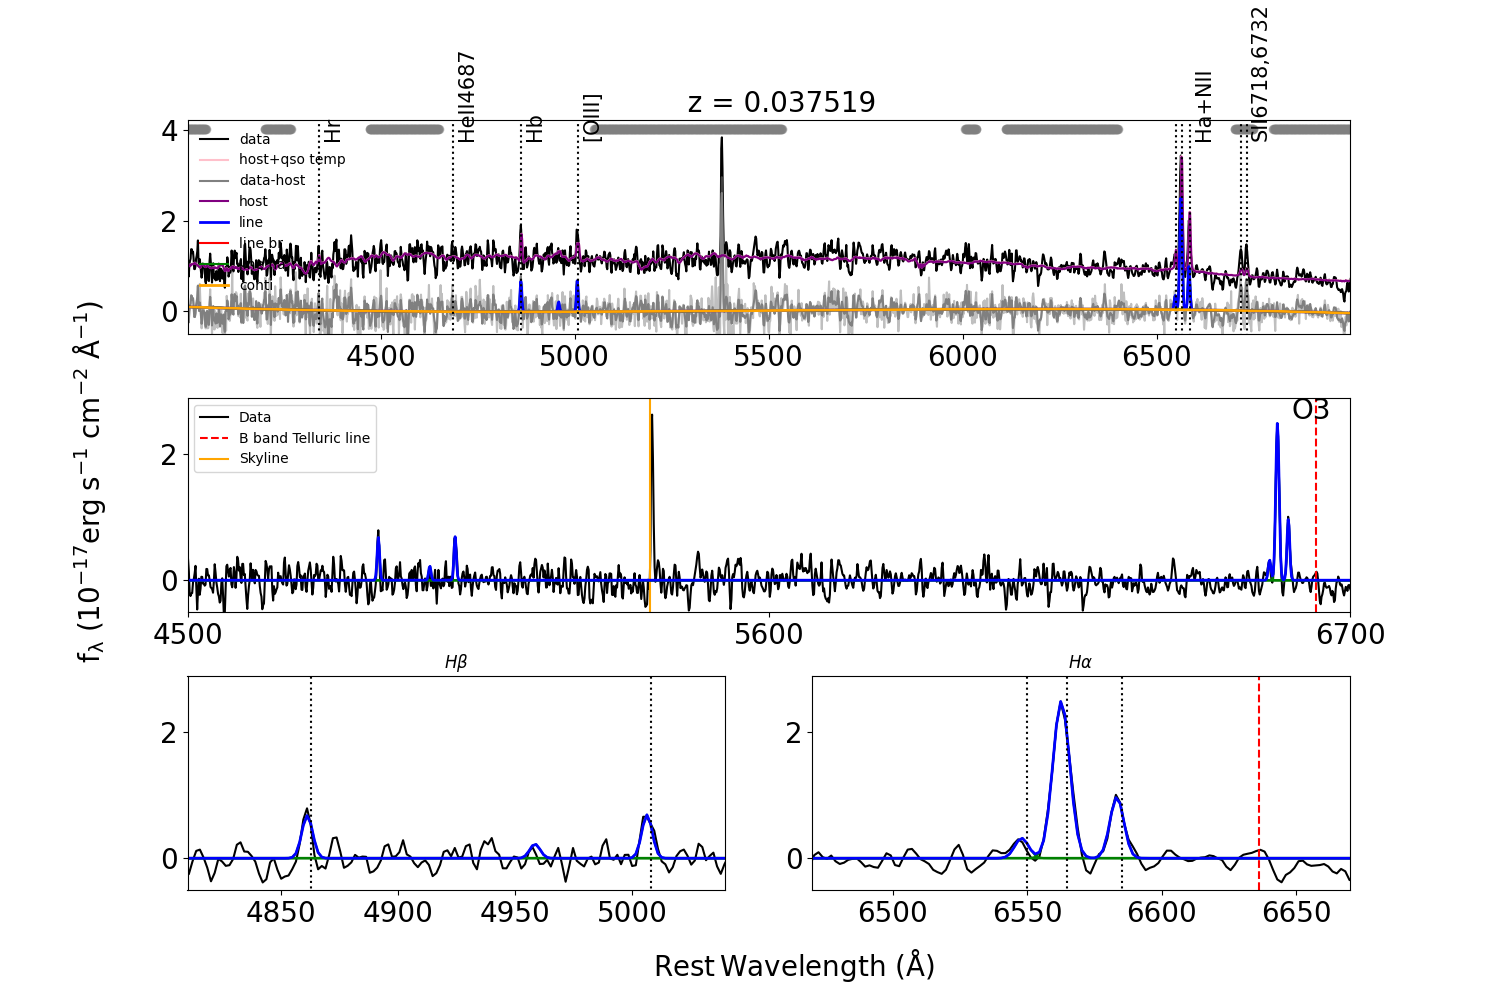 z = 0.037519
Hr
HeII4687
Hb
[OIII]
Ha+NII
SII6718,6732
data
host+qso temp
data-host
host
line
line br
conti
4
2
0
4500 5000 5500 6000 6500
fλ (10⁻¹⁷erg s⁻¹ cm⁻² Å⁻¹)
Data
B band Telluric line
Skyline
O3
2
0
4500 5600 6700
Hβ
2
0
4850 4900 4950 5000
Hα
2
0
6500 6550 6600 6650
Rest Wavelength (Å)